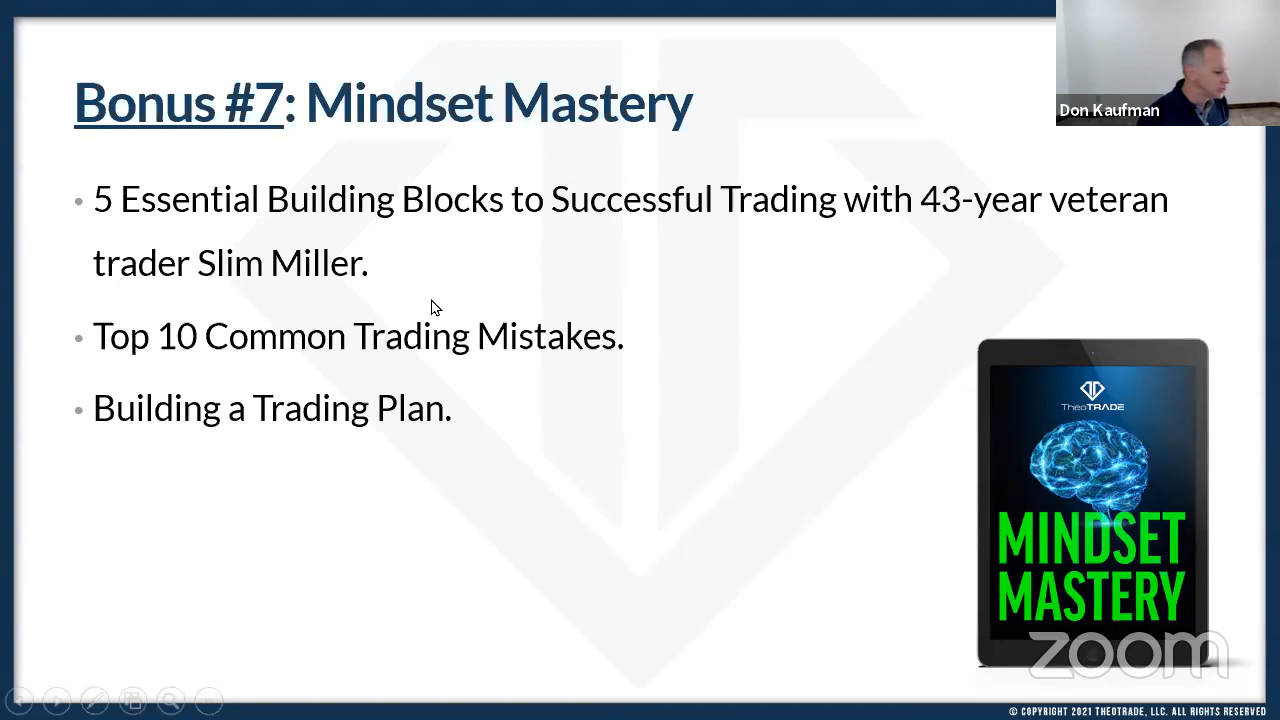 Bonus #7: Mindset Mastery
Don Kaufman
• 5 Essential Building Blocks to Successful Trading with 43-year veteran
trader Slim Miller.
• Top 10 Common Trading Mistakes.
• Building a Trading Plan.
TheoTRADE
MINDSET
MASTERY
zoom
© COPYRIGHT 2021 THEOTRADE, LLC. ALL RIGHTS RESERVED